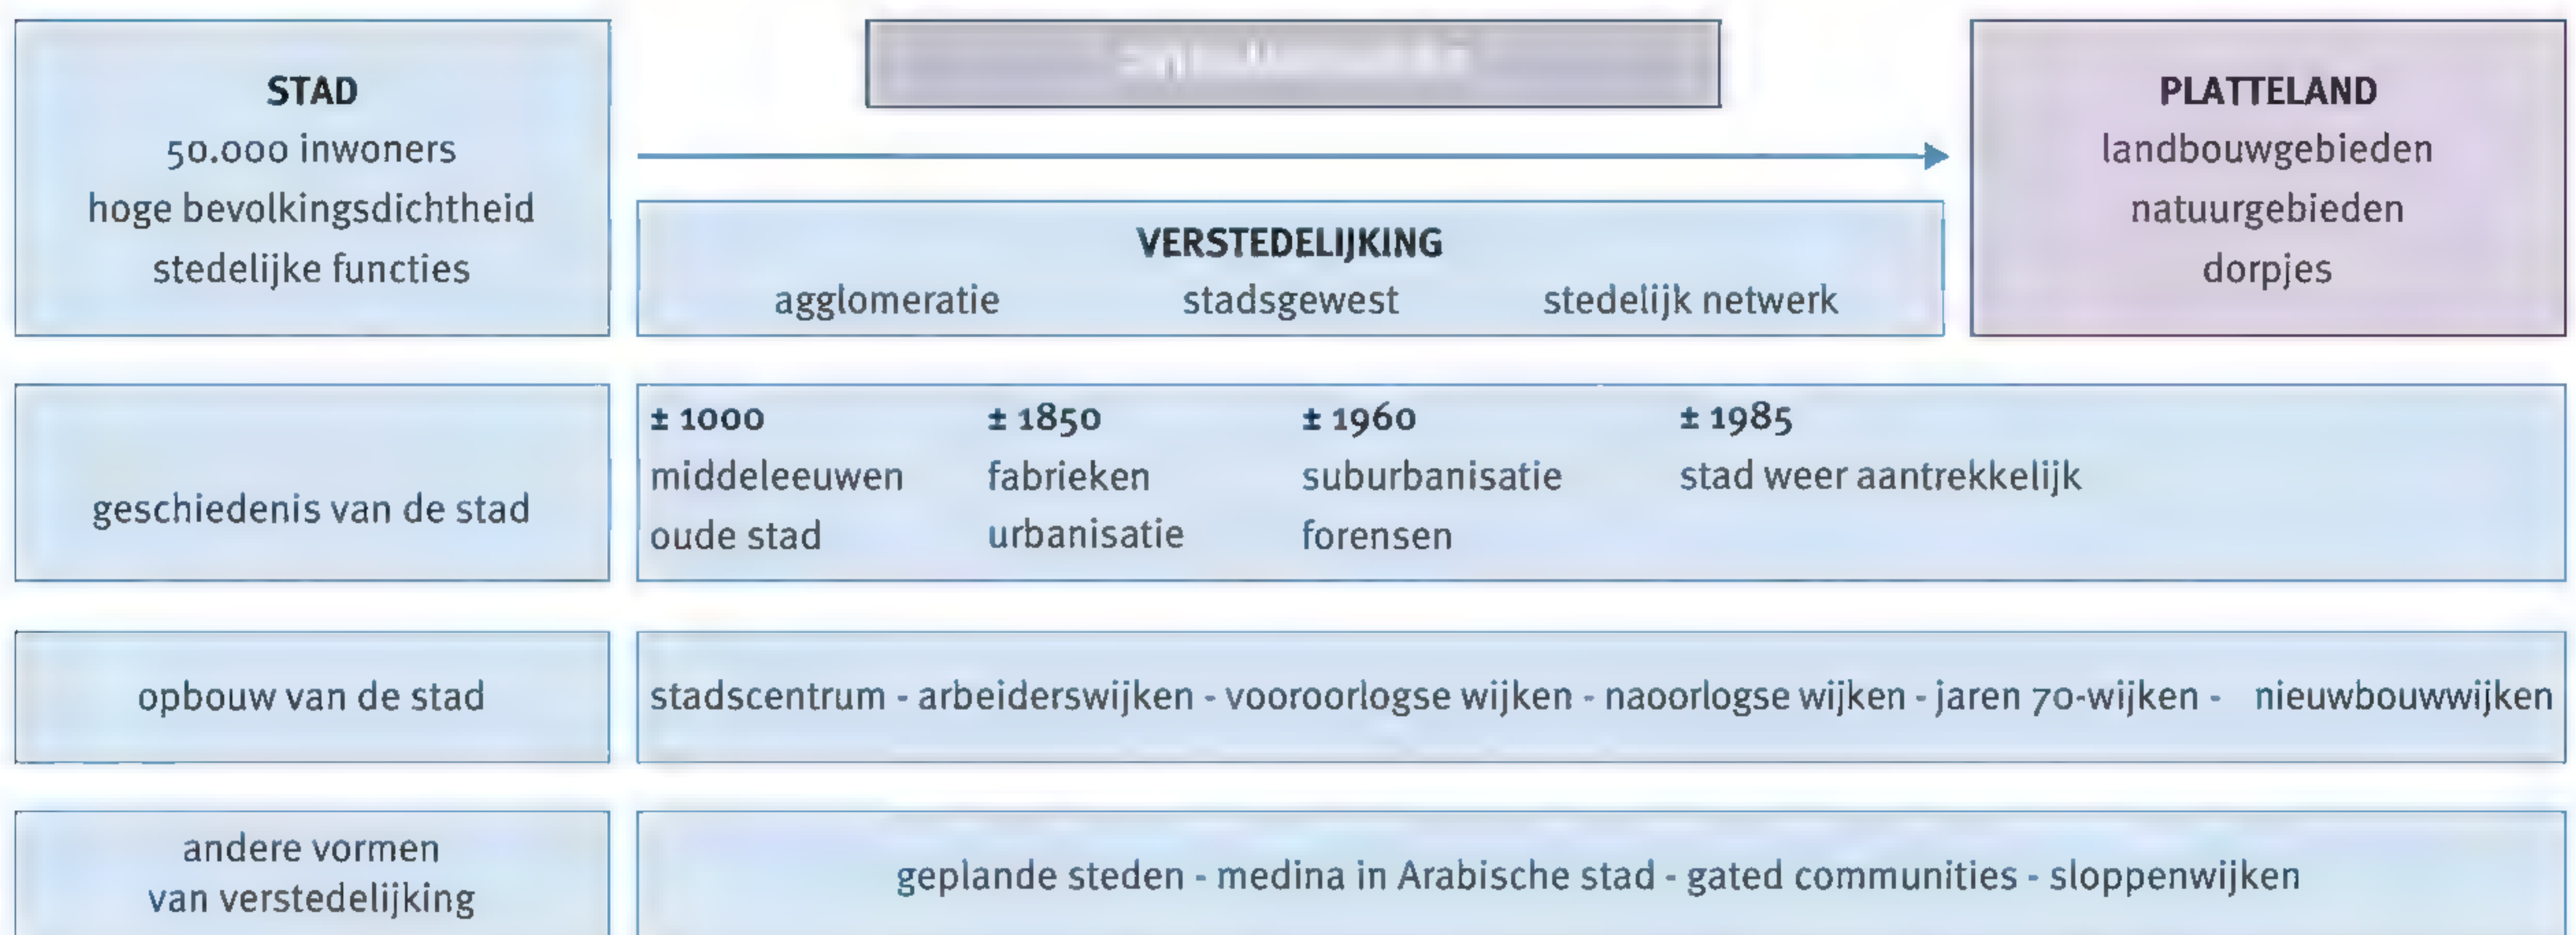 STAD
50.000 inwoners
hoge bevolkingsdichtheid
stedelijke functies
VERSTEDELIJKING
agglomeratie stadsgewest stedelijk netwerk
PLATTELAND
landbouwgebieden
natuurgebieden
dorpjes
geschiedenis van de stad
± 1000
middeleeuwen
oude stad
± 1850
fabrieken
urbanisatie
± 1960
suburbanisatie
forensen
± 1985
stad weer aantrekkelijk
opbouw van de stad
stadscentrum - arbeiderswijken - vooroorlogse wijken - naoorlogse wijken - jaren 70-wijken - nieuwbouwwijken
andere vormen
van verstedelijking
geplande steden - medina in Arabische stad - gated communities - sloppenwijken